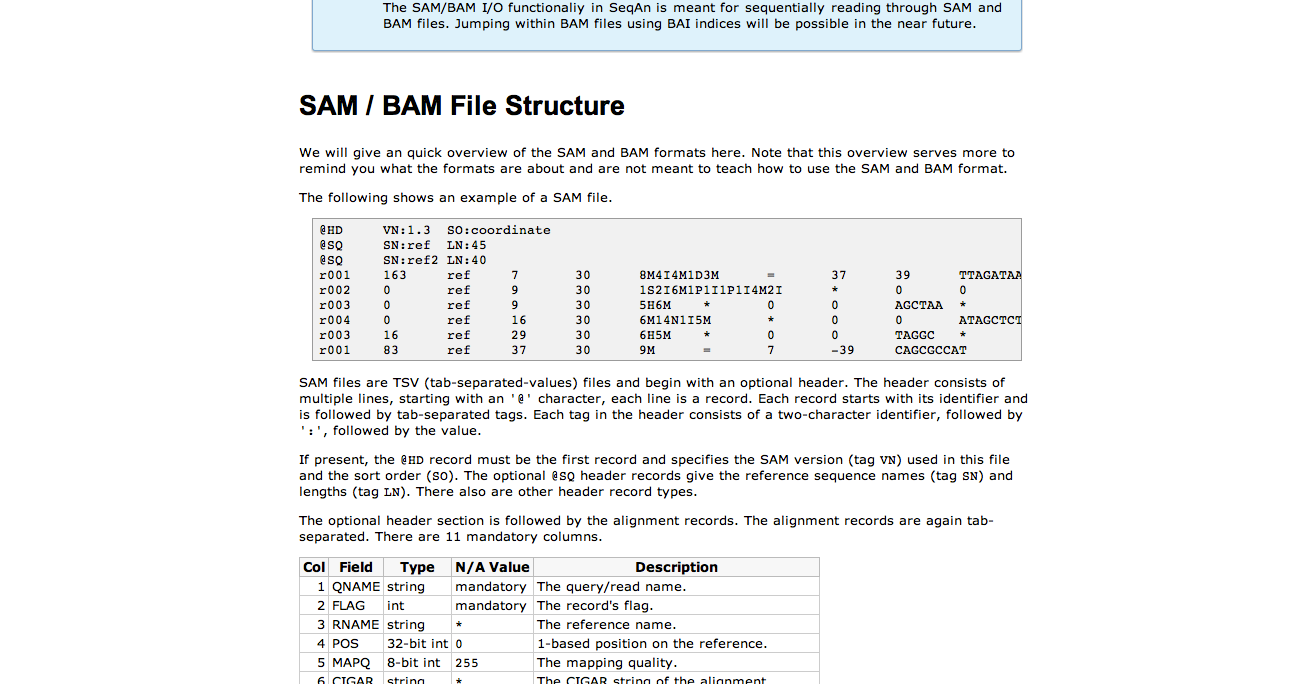 The SAM/BAM I/O functionaliy in SeqAn is meant for sequentially reading through SAM and
BAM files. Jumping within BAM files using BAI indices will be possible in the near future.
SAM / BAM File Structure
We will give an quick overview of the SAM and BAM formats here. Note that this overview serves more to
remind you what the formats are about and are not meant to teach how to use the SAM and BAM format.
The following shows an example of a SAM file.
@HD VN:1.3 SO:coordinate
@SQ SN:ref LN:45
@SQ SN:ref2 LN:40
r001 163 ref 7 30 8M4I4M1D3M = 37 39 TTAGATAA
r002 0 ref 9 30 1S2I6M1P1I1P1I4M2I * 0 0
r003 0 ref 9 30 5H6M * 0 0 AGCTAA *
r004 0 ref 16 30 6M14N1I5M * 0 0 ATAGCTCT
r003 16 ref 29 30 6H5M * 0 0 TAGGC *
r001 83 ref 37 30 9M = 7 -39 CAGCGCCAT
SAM files are TSV (tab-separated-values) files and begin with an optional header. The header consists of
multiple lines, starting with an '@' character, each line is a record. Each record starts with its identifier and
is followed by tab-separated tags. Each tag in the header consists of a two-character identifier, followed by
':', followed by the value.
If present, the @HD record must be the first record and specifies the SAM version (tag VN) used in this file
and the sort order (SO). The optional @SQ header records give the reference sequence names (tag SN) and
lengths (tag LN). There also are other header record types.
The optional header section is followed by the alignment records. The alignment records are again tab-
separated. There are 11 mandatory columns.
Col Field Type N/A Value Description
1 QNAME string mandatory The query/read name.
2 FLAG int mandatory The record's flag.
3 RNAME string * The reference name.
4 POS 32-bit int 0 1-based position on the reference.
5 MAPQ 8-bit int 255 The mapping quality.
6 CIGAR string * The CIGAR string of the alignment